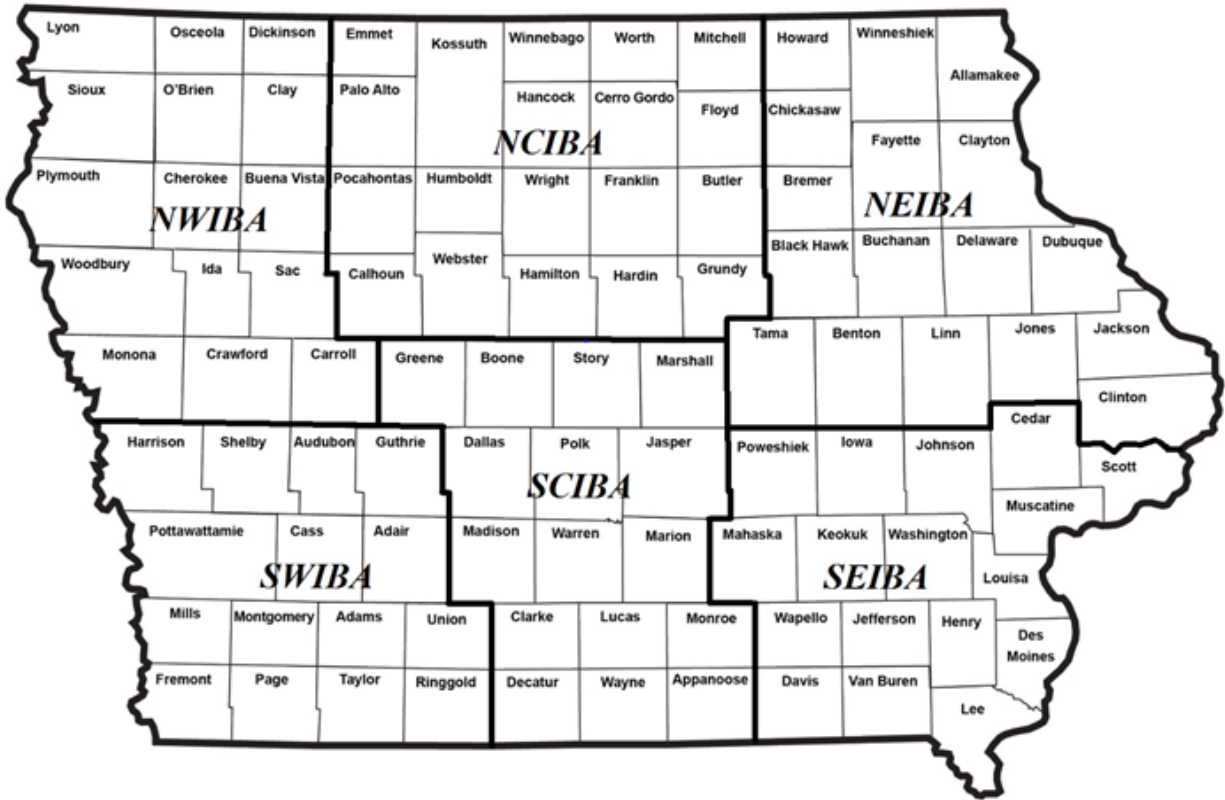 Lyon
Osceola
Dickinson
Emmet
Kossuth
Winnebago
Worth
Mitchell
Howard
Winneshiek
Allamakee
Sioux
O'Brien
Clay
Palo Alto
Hancock
Cerro Gordo
Floyd
Chickasaw
NCIBA
Fayette
Clayton
Plymouth
Cherokee
Buena Vista
Pocahontas
Humboldt
Wright
Franklin
Butler
Bremer
NWIBA
NEIBA
Woodbury
Ida
Sac
Calhoun
Webster
Hamilton
Hardin
Grundy
Black Hawk
Buchanan
Delaware
Dubuque
Monona
Crawford
Carroll
Greene
Boone
Story
Marshall
Tama
Benton
Linn
Jones
Jackson
Clinton
Harrison
Shelby
Audubon
Guthrie
Dallas
Polk
Jasper
Poweshiek
Iowa
Johnson
Cedar
Scott
SCIBA
Muscatine
Pottawattamie
Cass
Adair
Madison
Warren
Marion
Mahaska
Keokuk
Washington
Louisa
SWIBA
SEIBA
Mills
Montgomery
Adams
Union
Clarke
Lucas
Monroe
Wapello
Jefferson
Henry
Des
Moines
Fremont
Page
Taylor
Ringgold
Decatur
Wayne
Appanoose
Davis
Van Buren
Lee